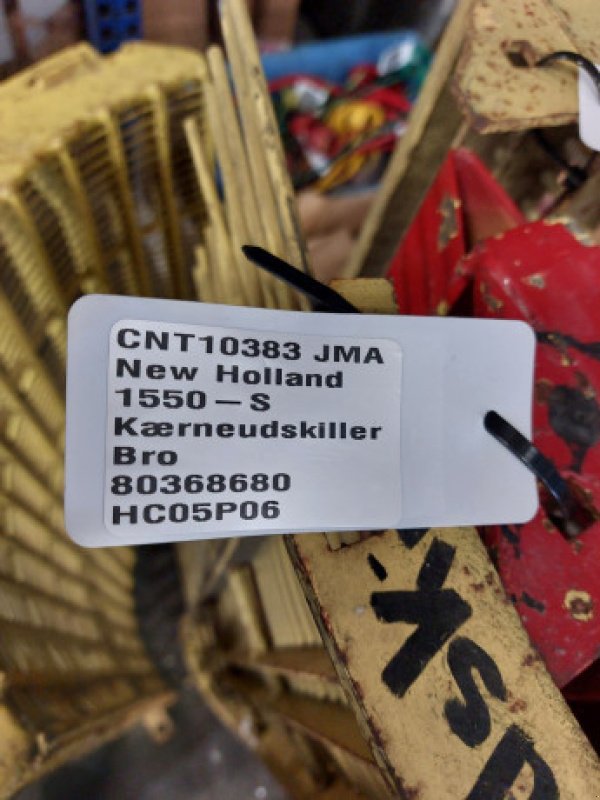 CNT10383 JMA
New Holland
1550-S
Kærneudskiller
Bro
80368680
HC05P06